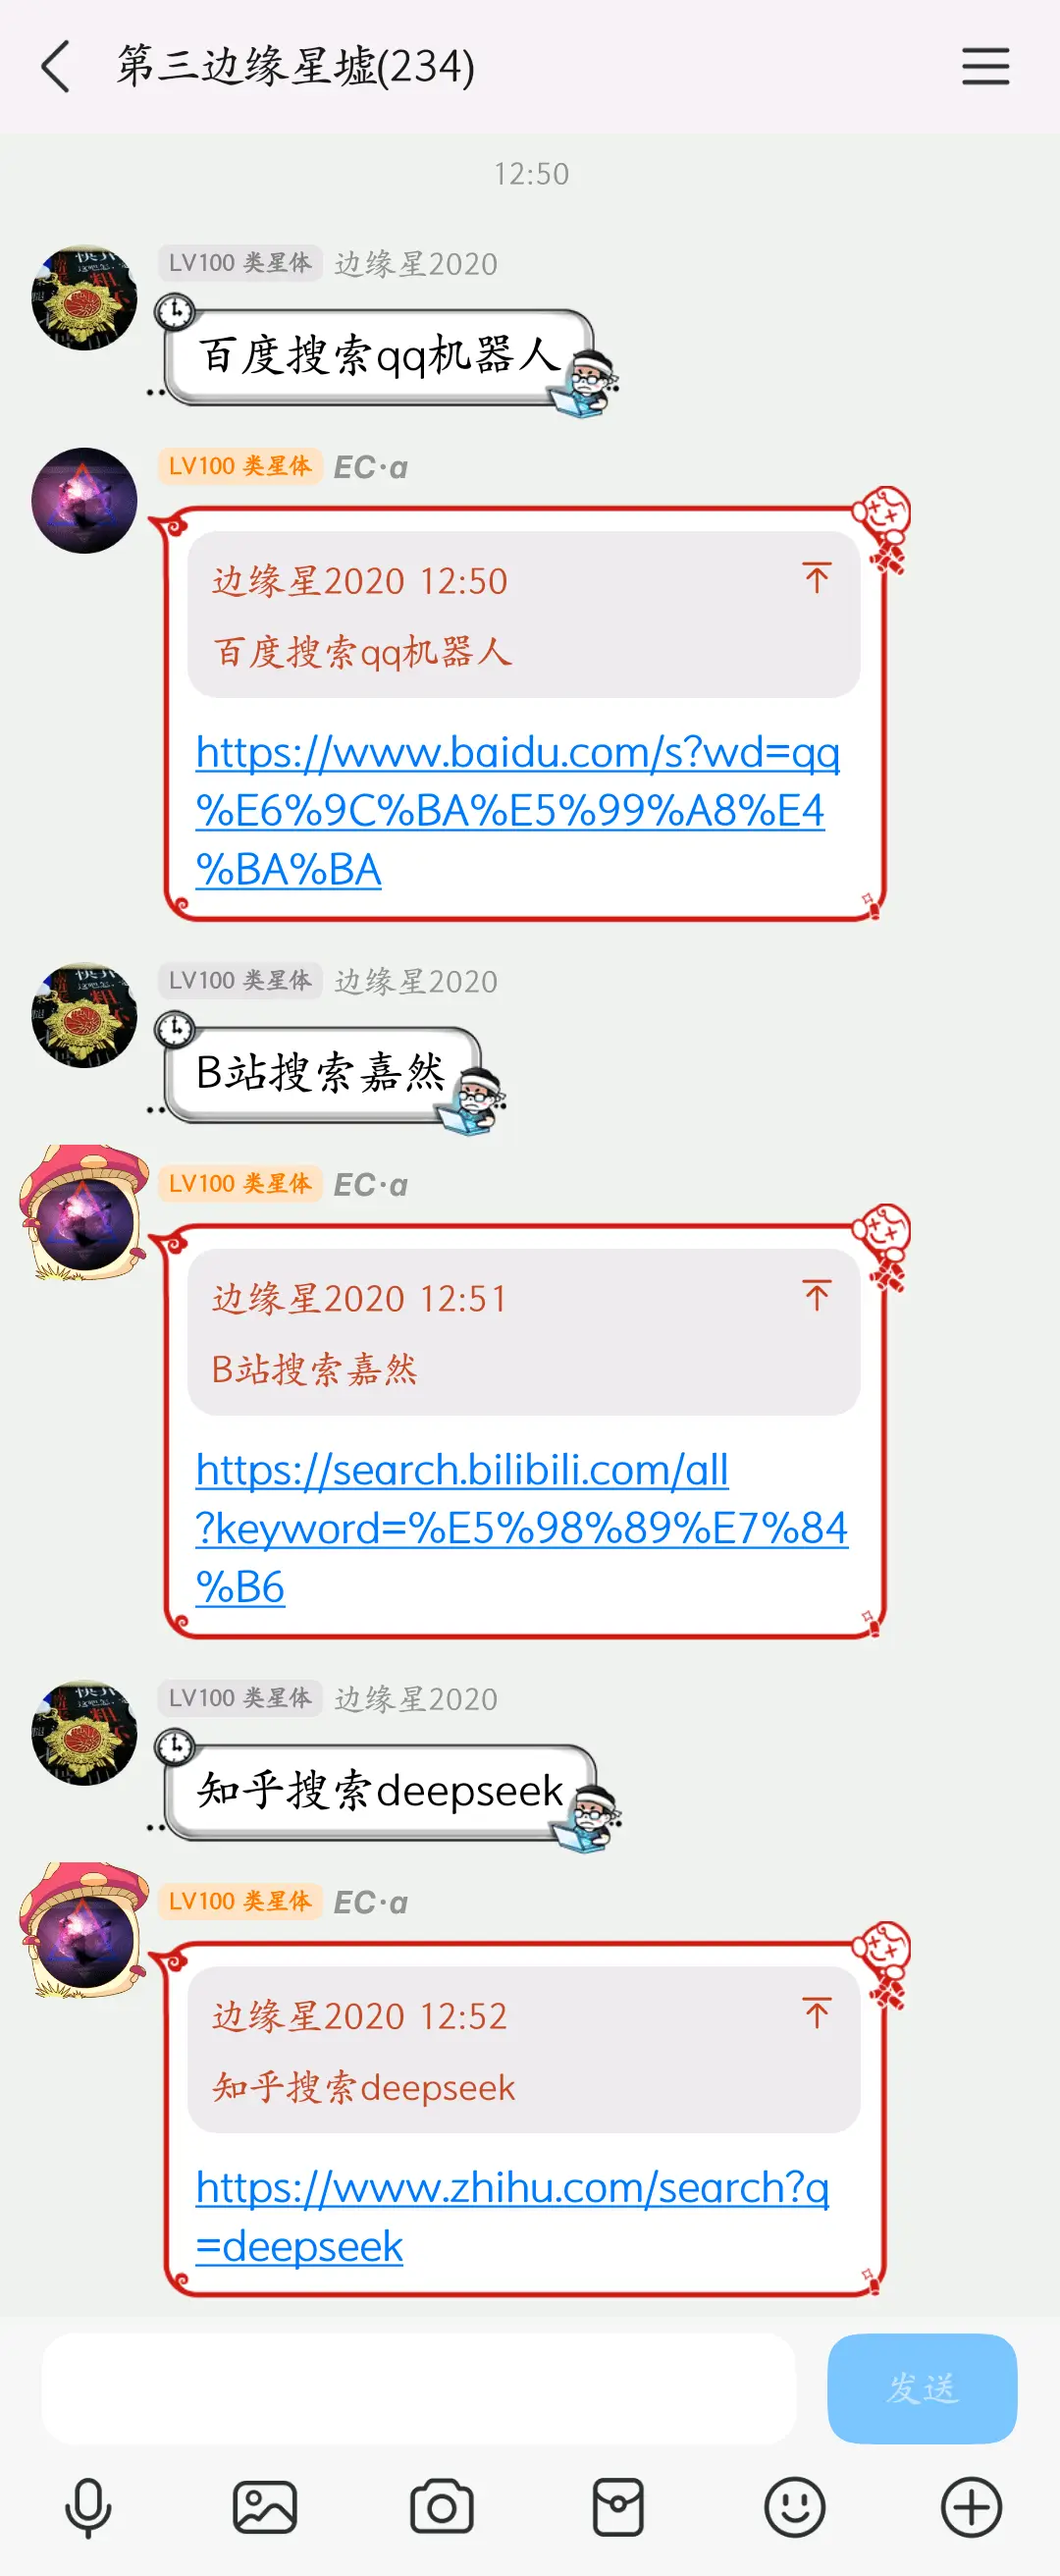 第三边缘星墟(234)
12:50
LV100 类星体 边缘星2020
百度搜索qq机器人
LV100 类星体 EC·a
边缘星2020 12:50
百度搜索qq机器人
https://www.baidu.com/s?wd=qq
%E6%9C%BA%E5%99%A8%E4
%BA%BA
LV100 类星体 边缘星2020
B站搜索嘉然
LV100 类星体 EC·a
边缘星2020 12:51
B站搜索嘉然
https://search.bilibili.com/all
?keyword=%E5%98%89%E7%84
%B6
LV100 类星体 边缘星2020
知乎搜索deepseek
LV100 类星体 EC·a
边缘星2020 12:52
知乎搜索deepseek
https://www.zhihu.com/search?q
=deepseek
发送